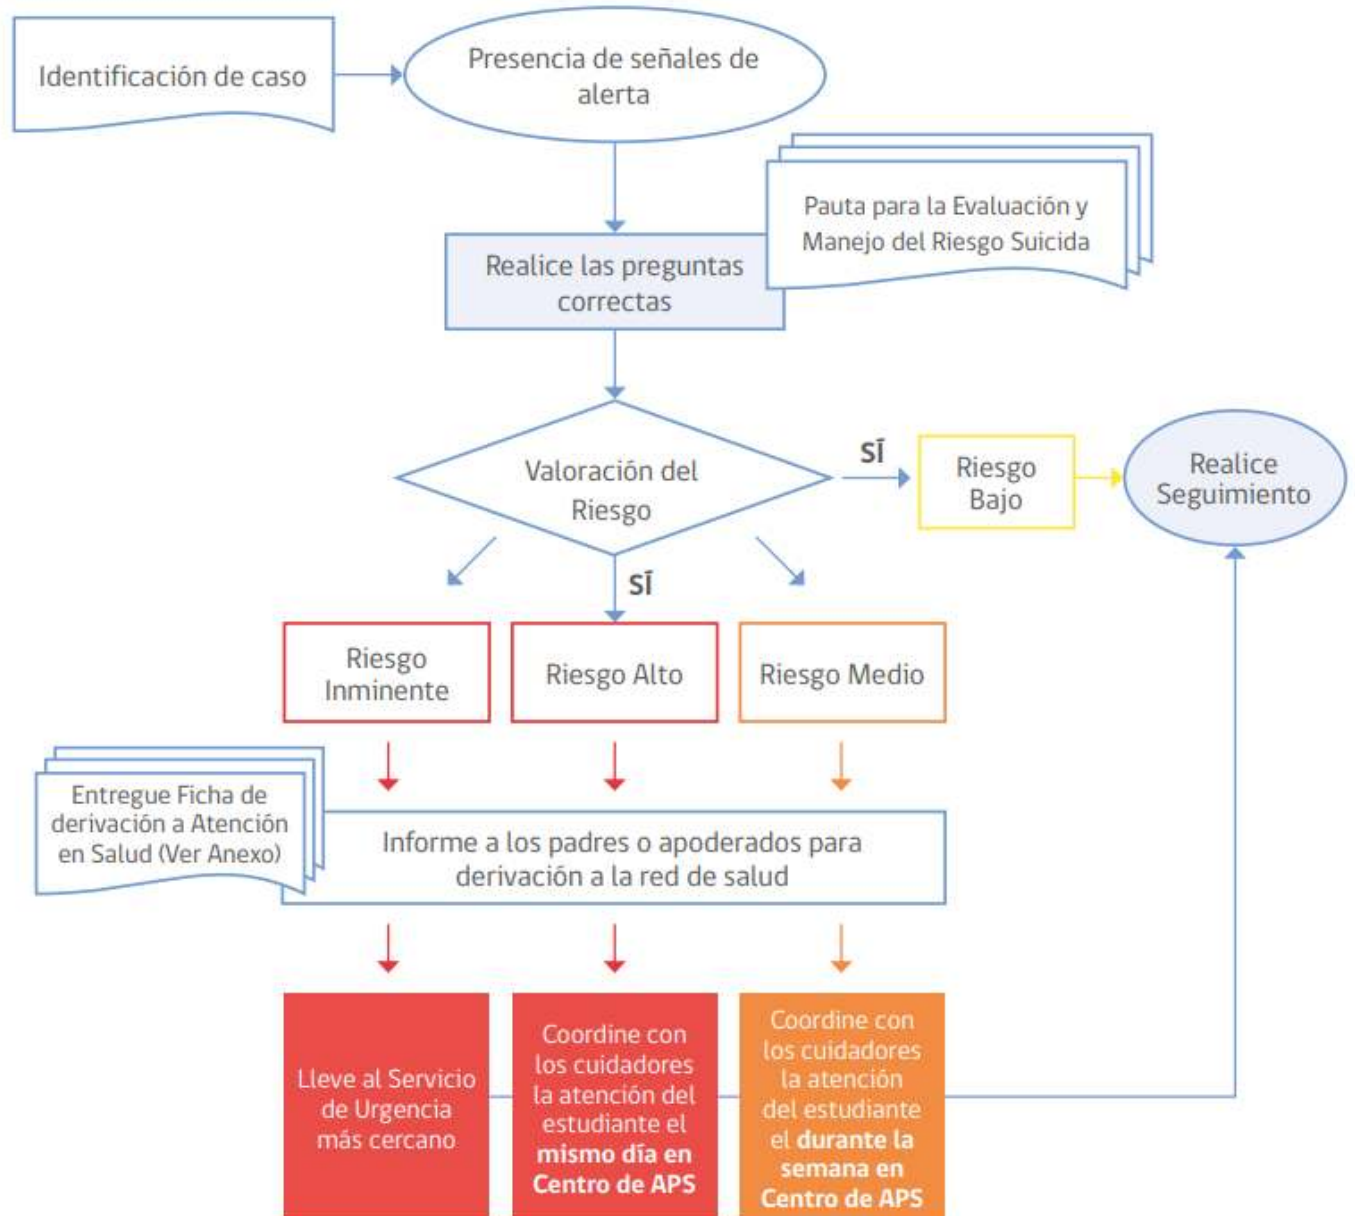 Identificación de caso
Presencia de señales de
alerta
Pauta para la Evaluación y
Manejo del Riesgo Suicida
Realice las preguntas
correctas
Valoración del
Riesgo
SÍ
Riesgo
Bajo
Realice
Seguimiento
SÍ
Riesgo
Inminente
Riesgo Alto
Riesgo Medio
Entregue Ficha de
derivación a Atención
en Salud (Ver Anexo)
Informe a los padres o apoderados para
derivación a la red de salud
Lleve al Servicio
de Urgencia
más cercano
Coordine con
los cuidadores
la atención del
estudiante el
mismo día en
Centro de APS
Coordine con
los cuidadores
la atención
del estudiante
el durante la
semana en
Centro de APS